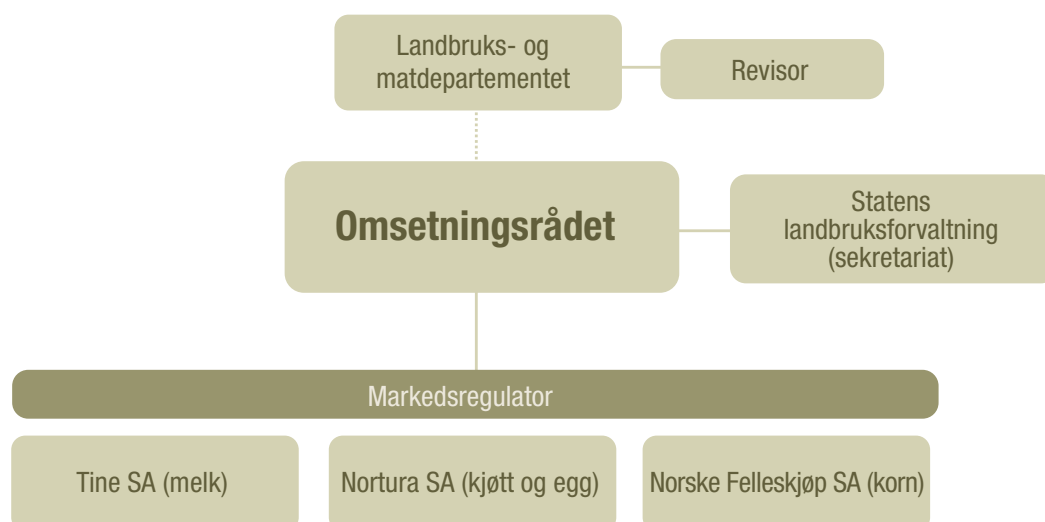 Landbruks- og
matdepartementet
Revisor
Omsetningsrådet
Statens
landbruksforvaltning
(sekretariat)
Markedsregulator
Tine SA (melk)
Nortura SA (kjøtt og egg)
Norske Felleskjøp SA (korn)